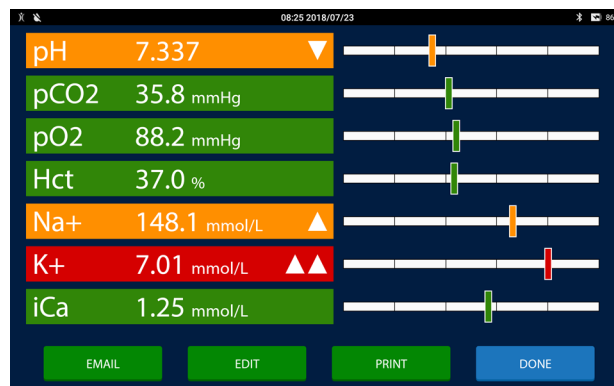 08:25 2018/07/23 86
pH 7.337
pCO2 35.8 mmHg
pO2 88.2 mmHg
Hct 37.0 %
Na+ 148.1 mmol/L
K+ 7.01 mmol/L
iCa 1.25 mmol/L
EMAIL EDIT PRINT DONE